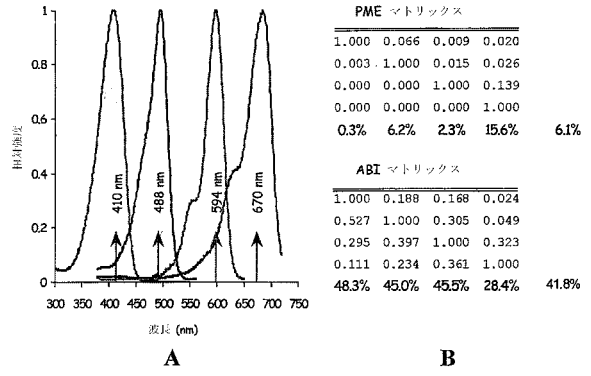 1
0.8
0.6
0.4
0.2
0
相対強度
410 nm
488 nm
594 nm
670 nm
300 350 400 450 500 550 600 650 700 750
波長 (nm)
A
PME マトリックス
1.000 0.066 0.009 0.020
0.003 1.000 0.015 0.026
0.000 0.000 1.000 0.139
0.000 0.000 0.000 1.000
0.3% 6.2% 2.3% 15.6% 6.1%
ABI マトリックス
1.000 0.188 0.168 0.024
0.527 1.000 0.305 0.049
0.295 0.397 1.000 0.323
0.111 0.234 0.361 1.000
48.3% 45.0% 45.5% 28.4% 41.8%
B